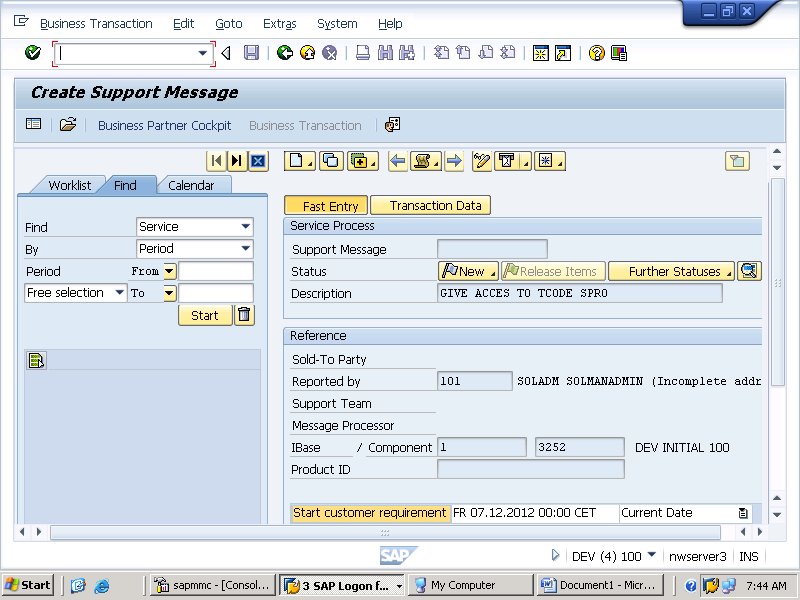 Business Transaction Edit Goto Extras System Help
Create Support Message
Business Partner Cockpit Business Transaction
Worklist Find Calendar
Find Service
By Period
Period From
Free selection To
Start
Fast Entry Transaction Data
Service Process
Support Message
Status New Release Items Further Statuses
Description GIVE ACCES TO TCODE SPRO
Reference
Sold-To Party
Reported by 101 SOLADM SOLMANADMIN (Incomplete addr
Support Team
Message Processor
IBase / Component 1 3252 DEV INITIAL 100
Product ID
Start customer requirement FR 07.12.2012 00:00 CET Current Date
SAP DEV (4) 100 nwserver3 INS
Start sapmmc - [Consol... 3 SAP Logon f... My Computer Document1 - Micr... 7:44 AM